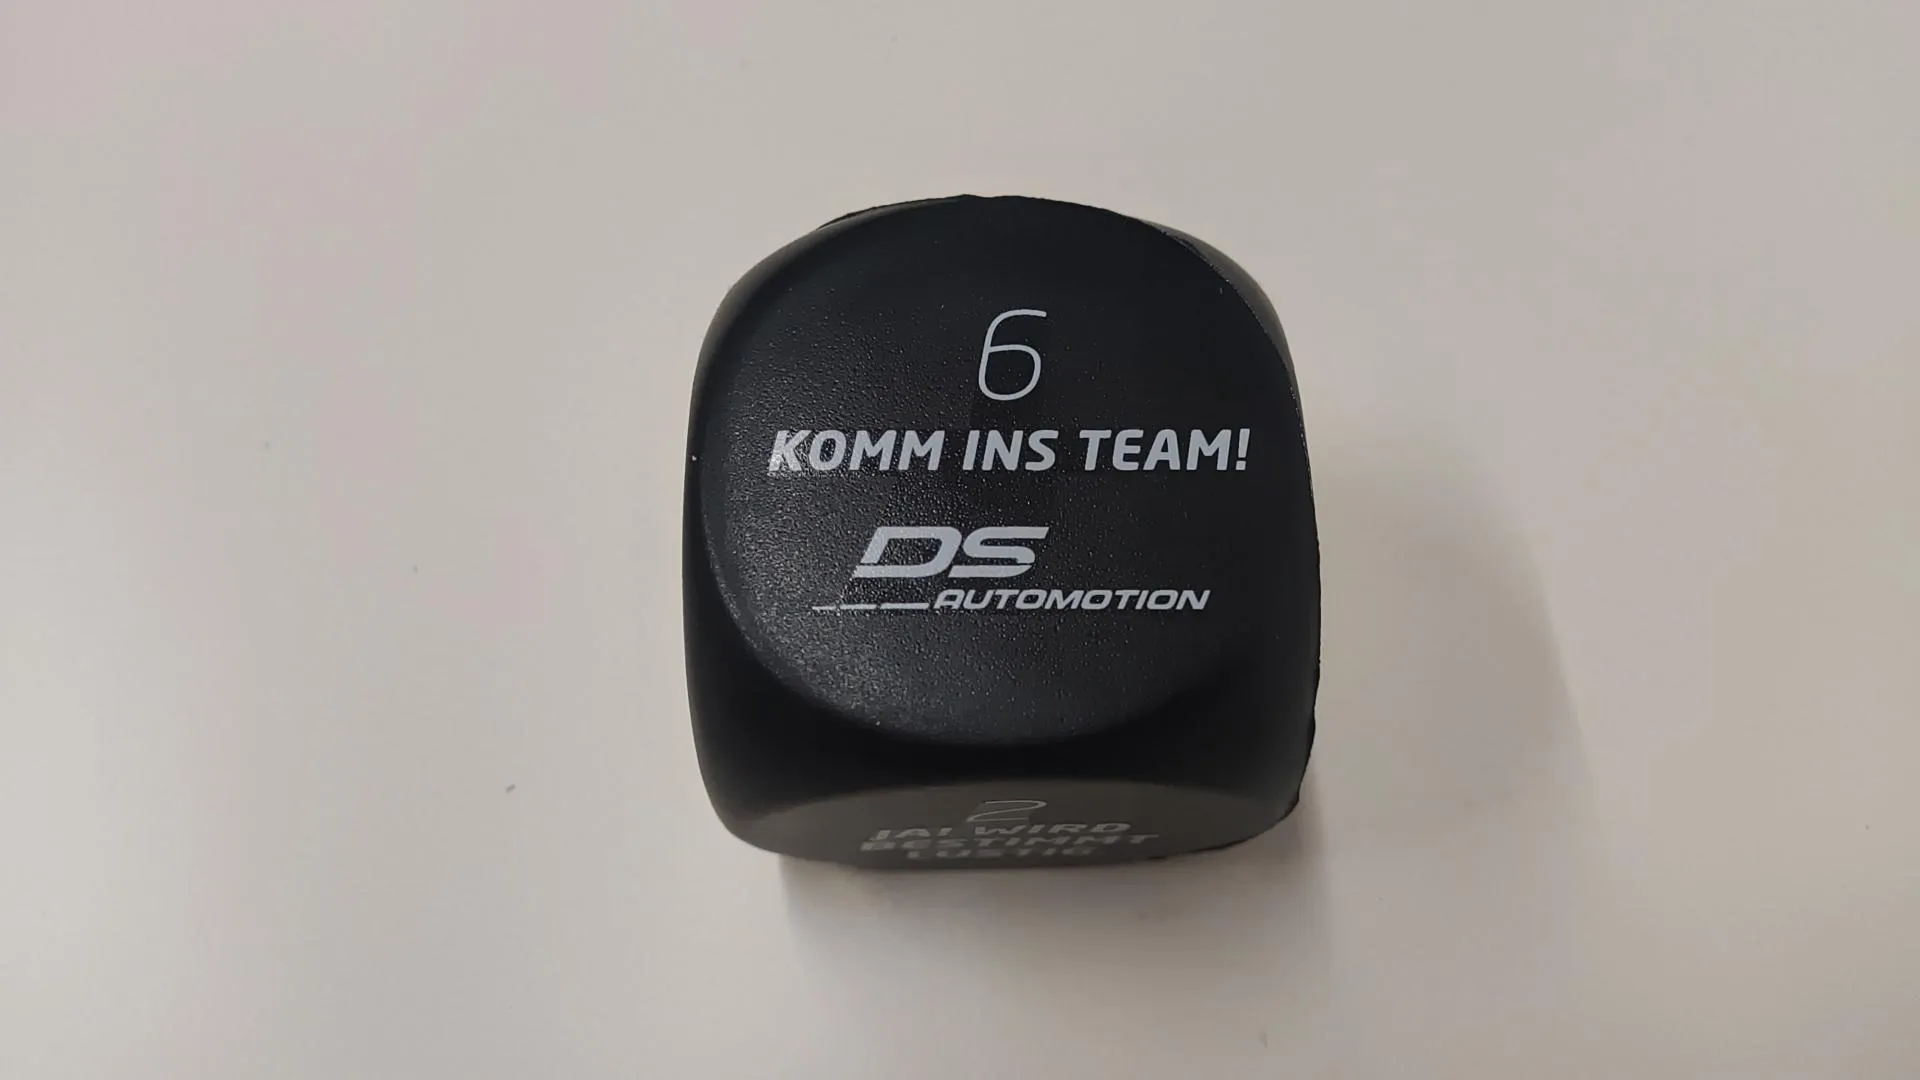 6
KOMM INS TEAM!
DS
AUTOMOTION
2
JA! WIRD
BESTIMMT
LUSTIG